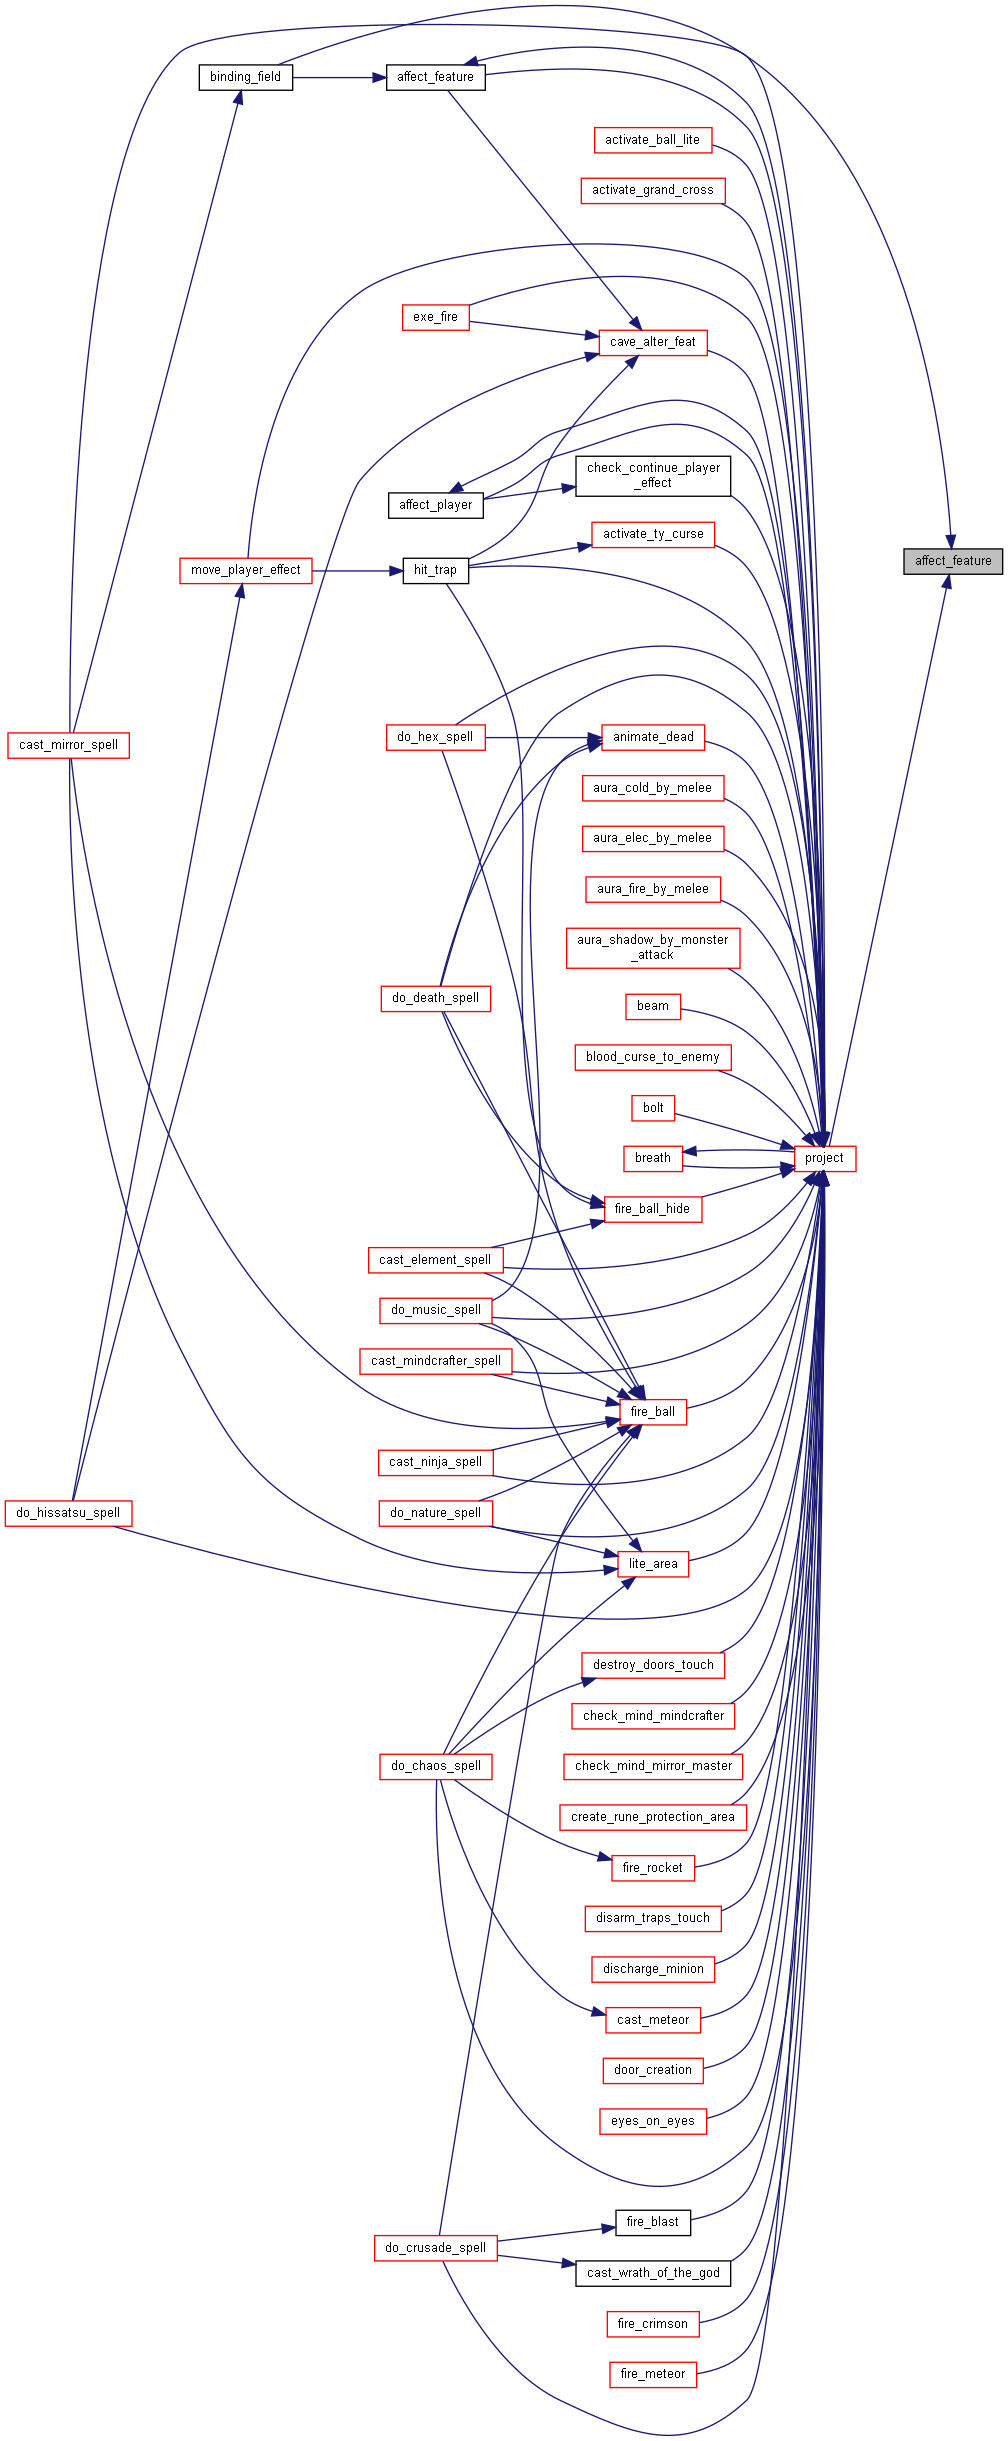 binding_field
affect_feature
activate_ball_lite
activate_grand_cross
exe_fire
cave_alter_feat
check_continue_player
_effect
affect_player
activate_ty_curse
affect_feature
move_player_effect
hit_trap
cast_mirror_spell
do_hex_spell
animate_dead
aura_cold_by_melee
aura_elec_by_melee
aura_fire_by_melee
aura_shadow_by_monster
_attack
do_death_spell
beam
blood_curse_to_enemy
bolt
breath
project
fire_ball_hide
cast_element_spell
do_music_spell
cast_mindcrafter_spell
fire_ball
cast_ninja_spell
do_hissatsu_spell
do_nature_spell
lite_area
destroy_doors_touch
check_mind_mindcrafter
do_chaos_spell
check_mind_mirror_master
create_rune_protection_area
fire_rocket
disarm_traps_touch
discharge_minion
cast_meteor
door_creation
eyes_on_eyes
fire_blast
do_crusade_spell
cast_wrath_of_the_god
fire_crimson
fire_meteor